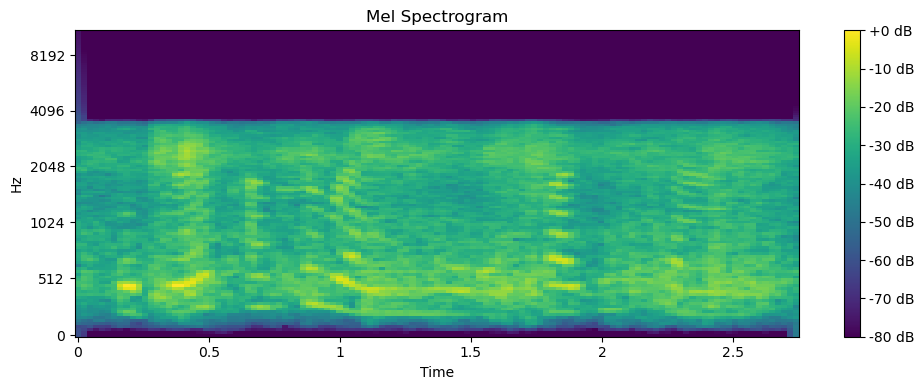 Mel Spectrogram
Hz
8192
4096
2048
1024
512
0
0
0.5
1
1.5
2
2.5
Time
+0 dB
-10 dB
-20 dB
-30 dB
-40 dB
-50 dB
-60 dB
-70 dB
-80 dB